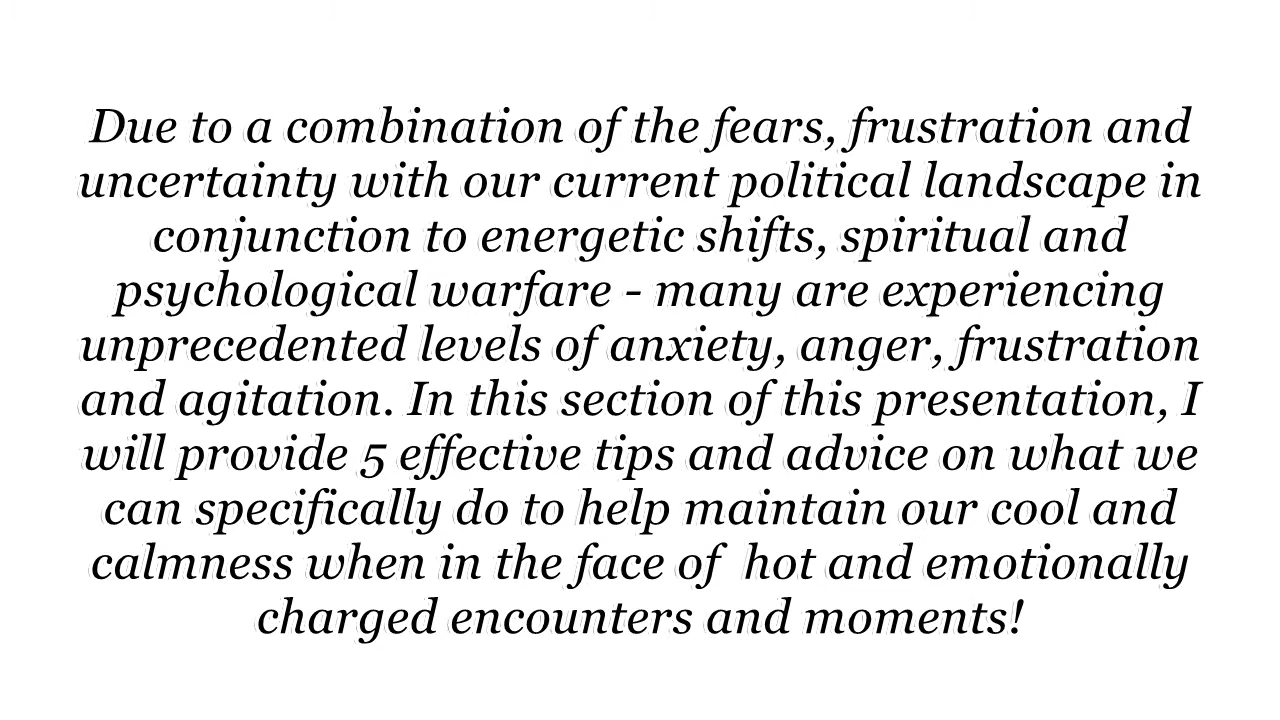 Due to a combination of the fears, frustration and
uncertainty with our current political landscape in
conjunction to energetic shifts, spiritual and
psychological warfare - many are experiencing
unprecedented levels of anxiety, anger, frustration
and agitation. In this section of this presentation, I
will provide 5 effective tips and advice on what we
can specifically do to help maintain our cool and
calmness when in the face of  hot and emotionally
charged encounters and moments!